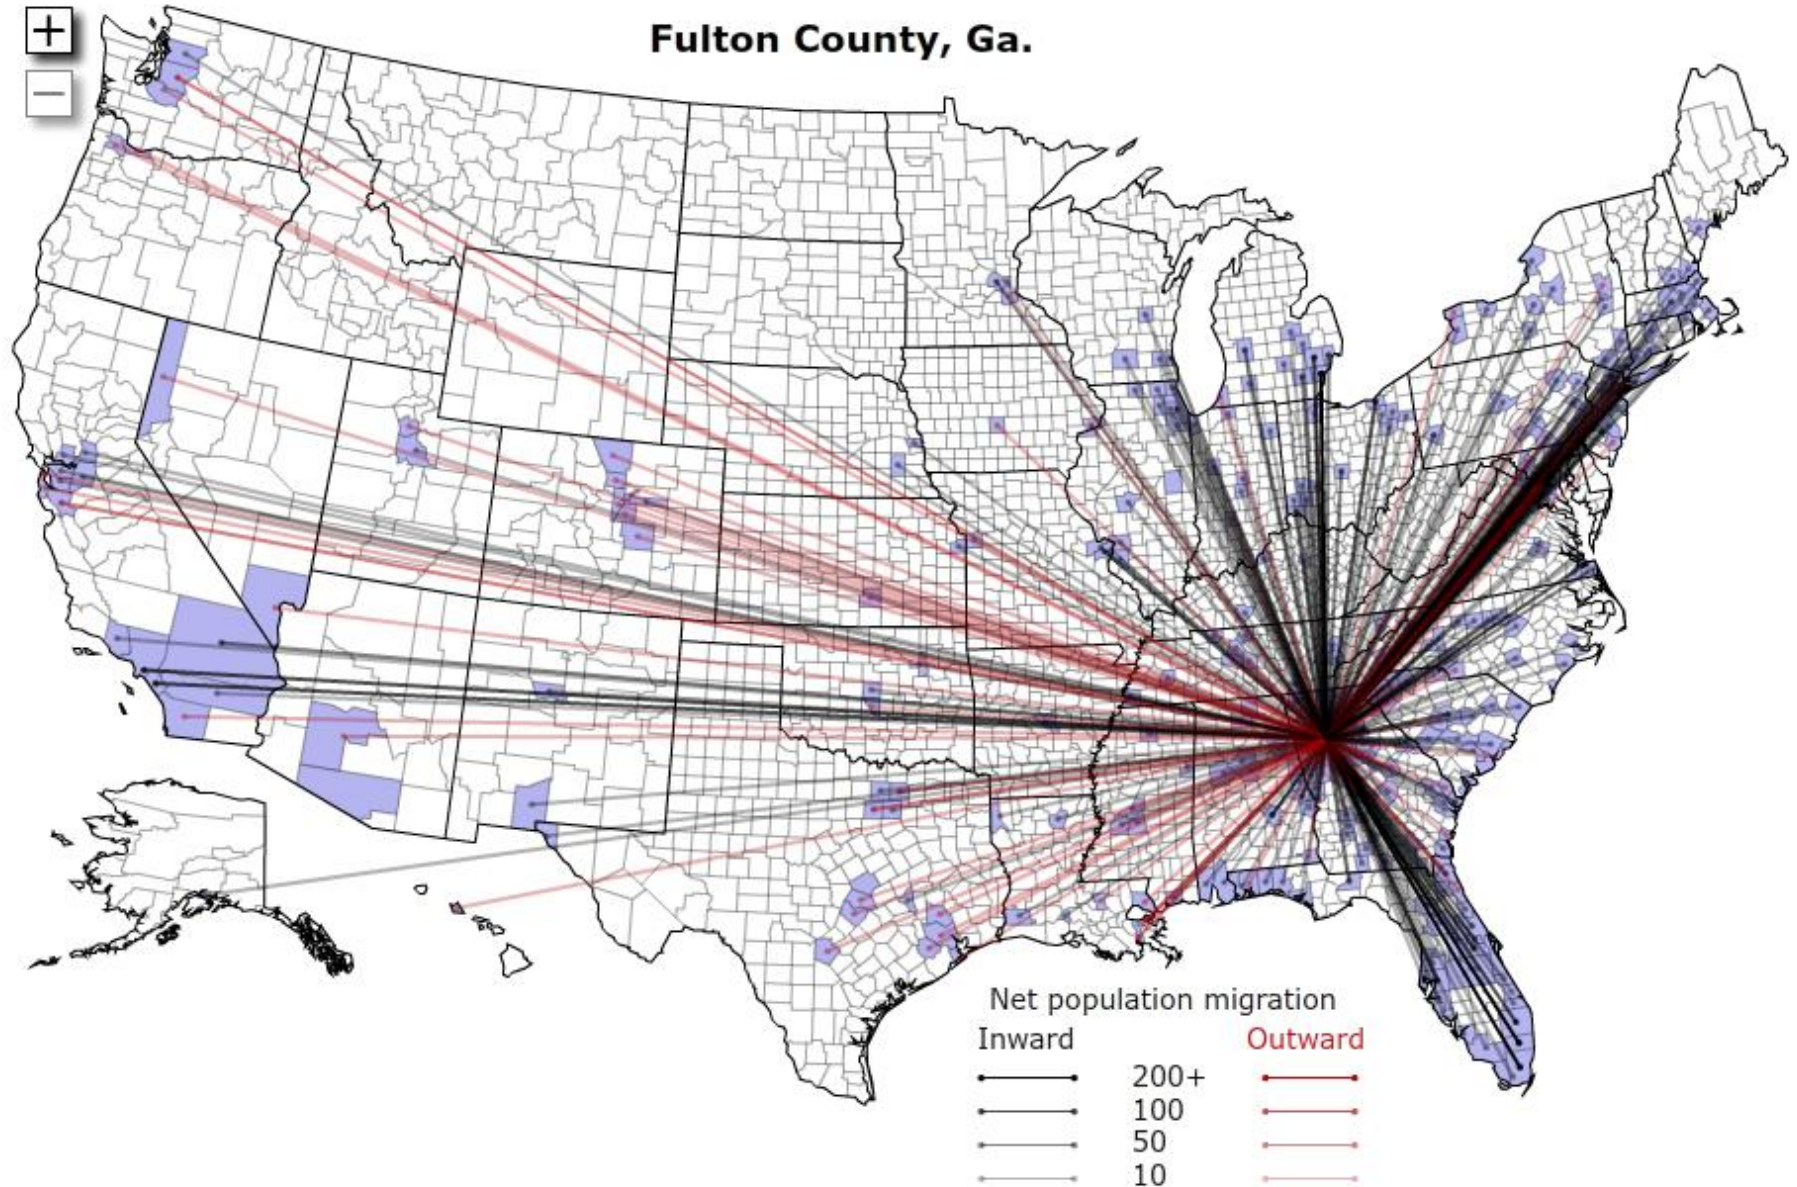 +
−
Fulton County, Ga.
Net population migration
Inward Outward
200+
100
50
10